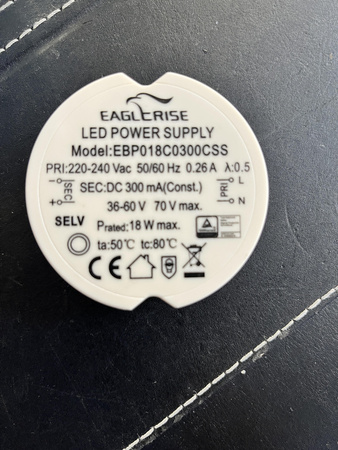 EAGLERISE
LED POWER SUPPLY
Model:EBP018C0300CSS
PRI:220-240 Vac 50/60 Hz 0.26 A λ:0.5
SEC:DC 300 mA(Const.)
36-60 V 70 V max.
- SEC +
PRI L N
SELV
Prated:18 W max.
ta:50℃ tc:80℃
CE